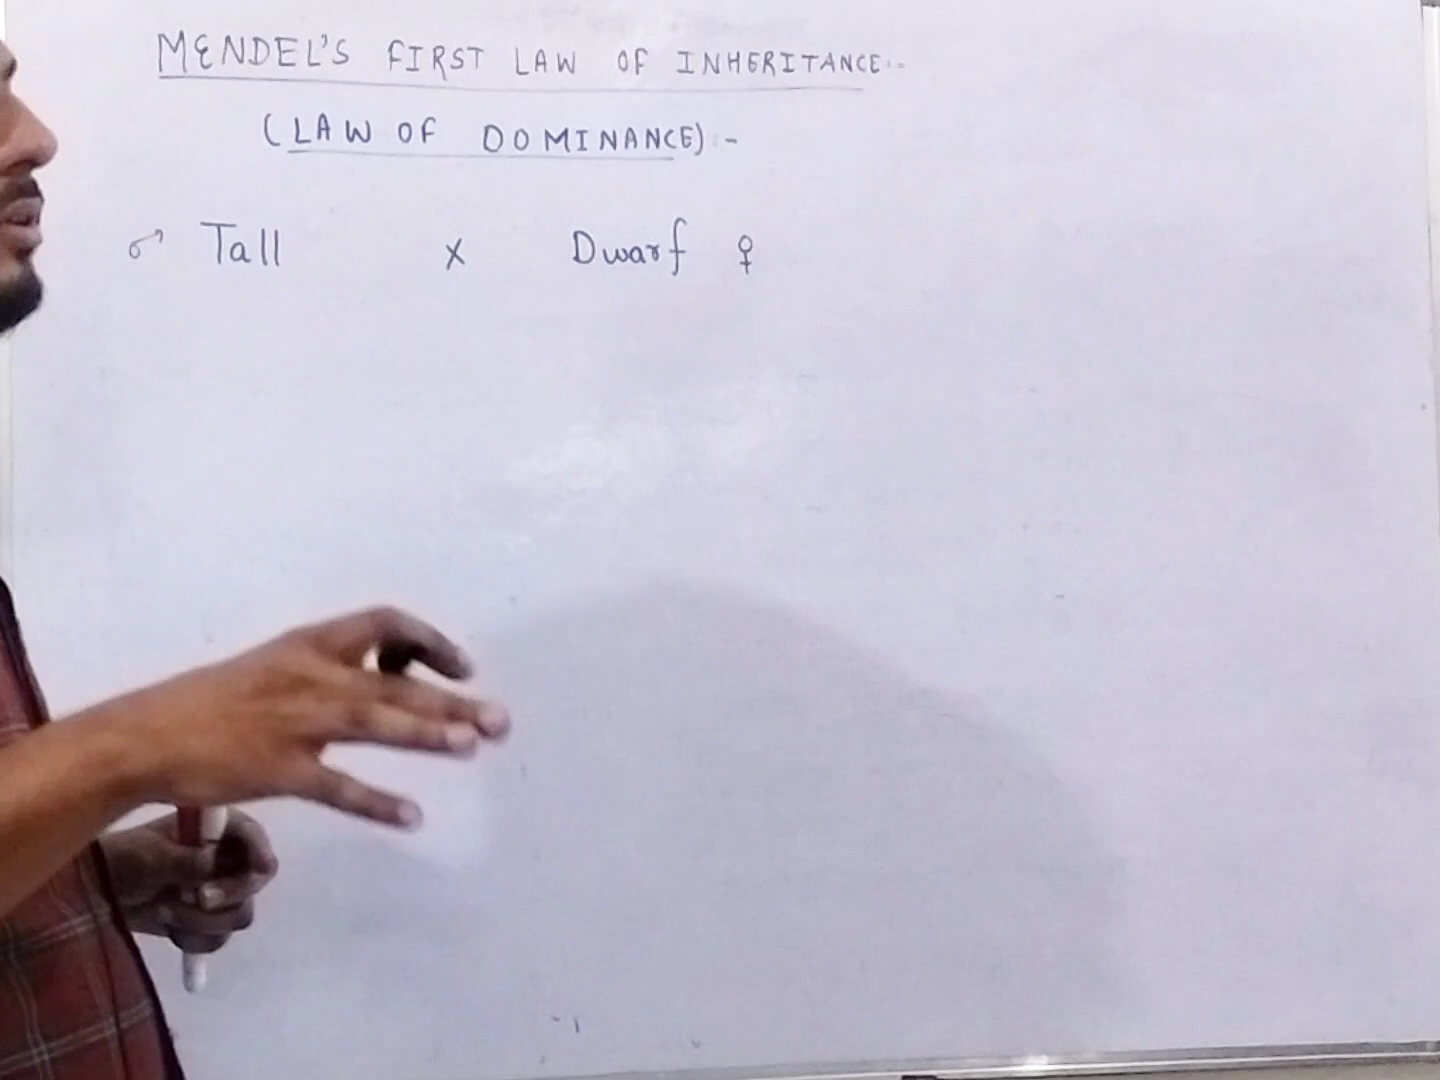 MENDEL'S FIRST LAW OF INHERITANCE:-
(LAW OF DOMINANCE):-
♂ Tall x Dwarf ♀